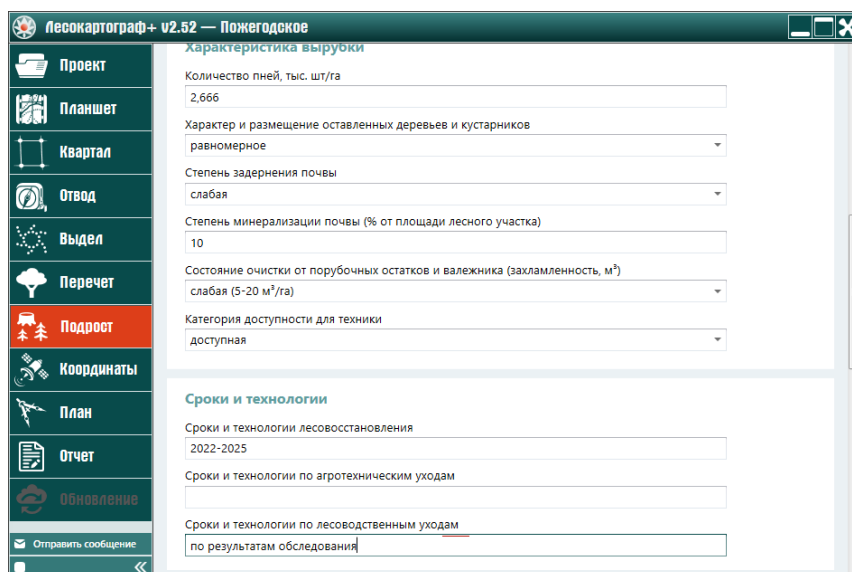 Лесокартограф+ v2.52 — Пожегодское
Проект
Планшет
Квартал
Отвод
Выдел
Перечет
Подрост
Координаты
План
Отчет
Обновление
Отправить сообщение
Характеристика вырубки
Количество пней, тыс. шт/га
2,666
Характер и размещение оставленных деревьев и кустарников
равномерное
Степень задернения почвы
слабая
Степень минерализации почвы (% от площади лесного участка)
10
Состояние очистки от порубочных остатков и валежника (захламленность, м³)
слабая (5-20 м³/га)
Категория доступности для техники
доступная
Сроки и технологии
Сроки и технологии лесовосстановления
2022-2025
Сроки и технологии по агротехническим уходам
Сроки и технологии по лесоводственным уходам
по результатам обследования